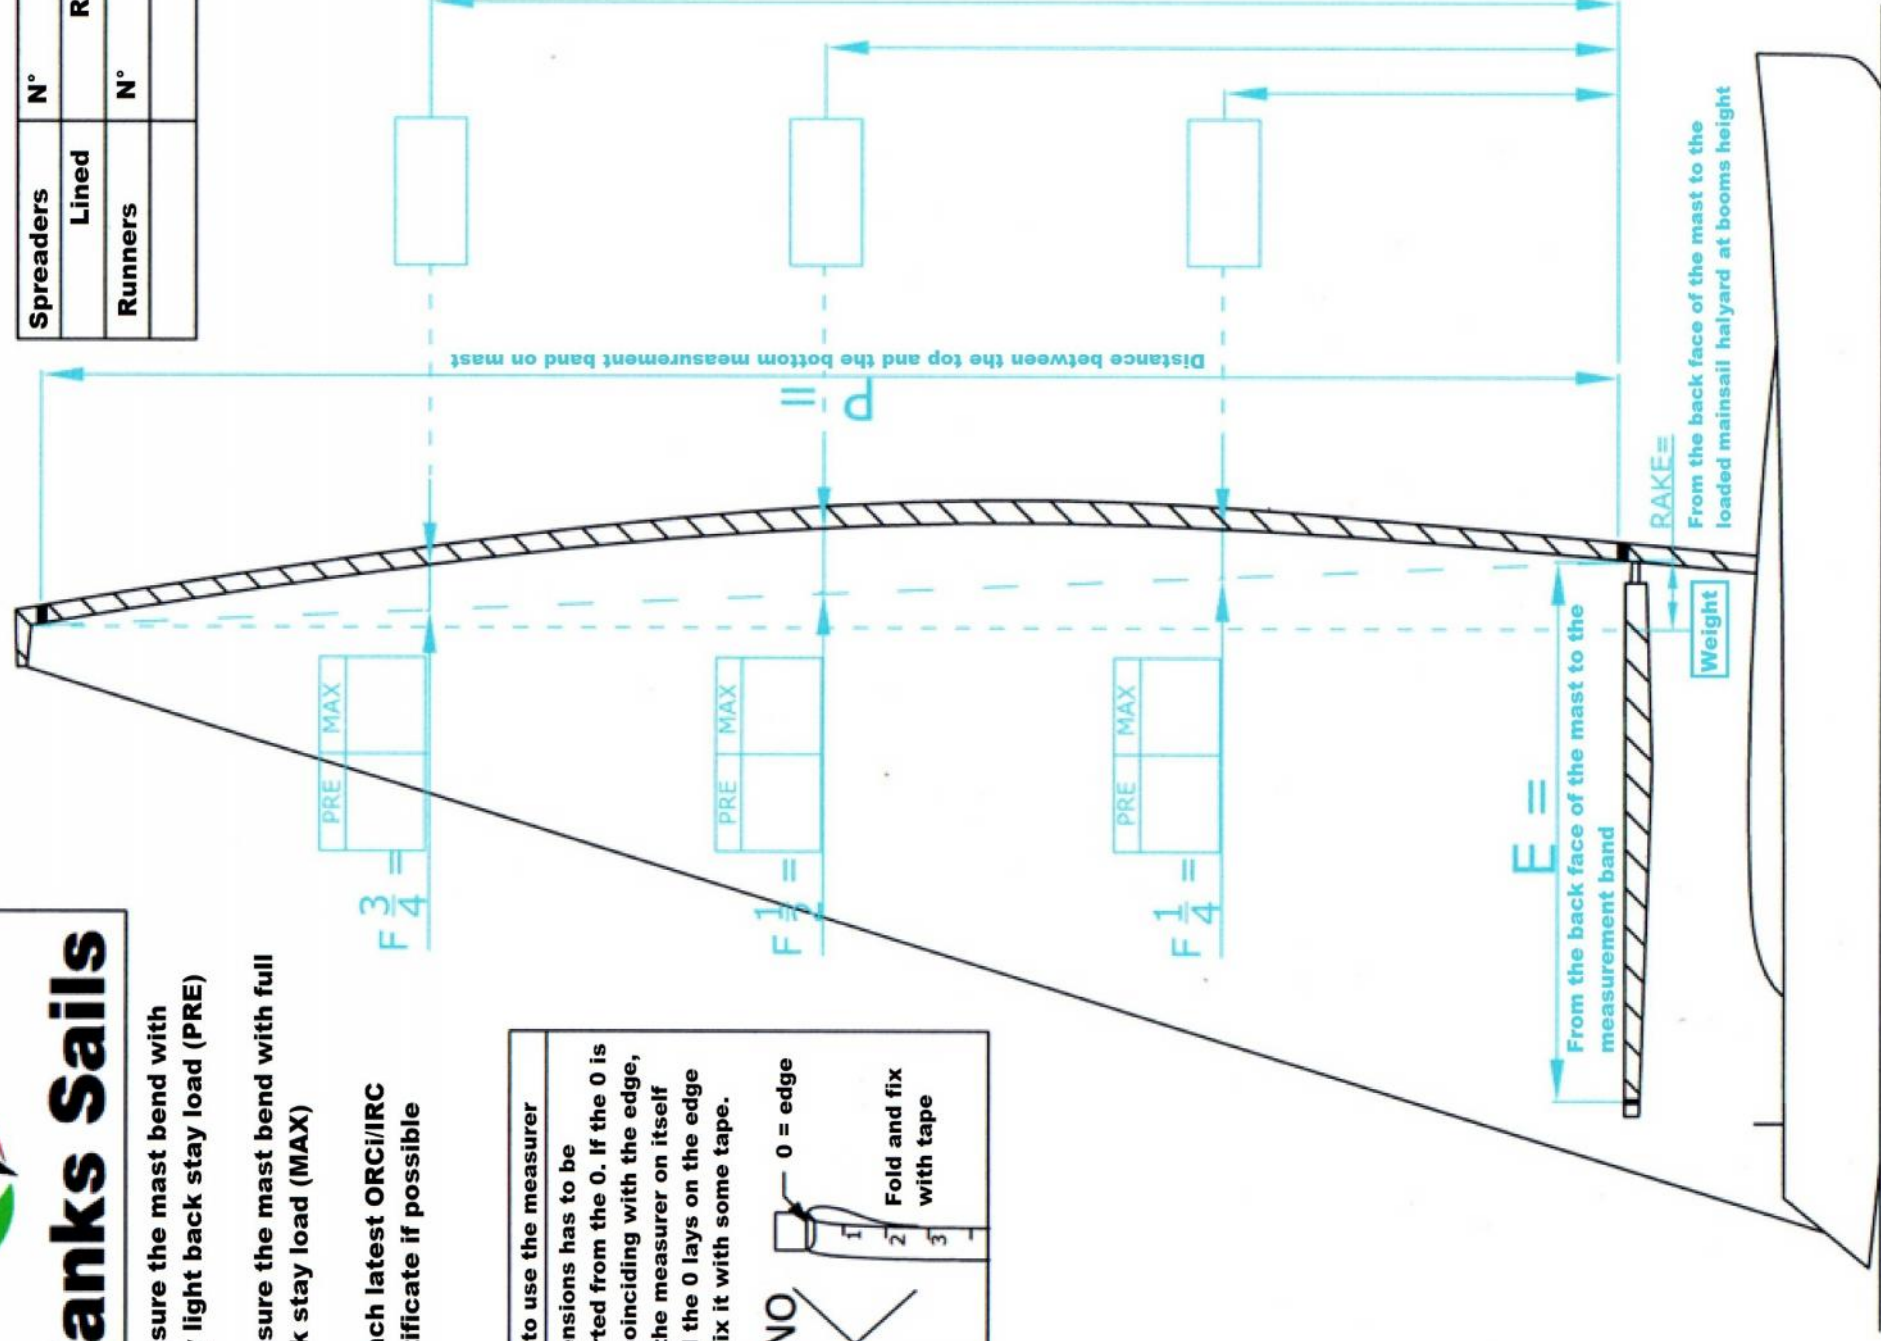 anks Sails
sure the mast bend with
light back stay load (PRE)
sure the mast bend with full
k stay load (MAX)
ch latest ORCi/IRC
ificate if possible
to use the measurer
nsions has to be
rted from the 0. If the 0 is
oinciding with the edge,
he measurer on itself
the 0 lays on the edge
ix it with some tape.
0 = edge
Fold and fix
with tape
1
2
3
NO
Spreaders N°
Lined R
Runners N°
PRE MAX
F 3/4 =
PRE MAX
F 1/2 =
PRE MAX
F 1/4 =
P =
Distance between the top and the bottom measurement band on mast
E =
From the back face of the mast to the
measurement band
RAKE=
From the back face of the mast to the
loaded mainsail halyard at booms height
Weight